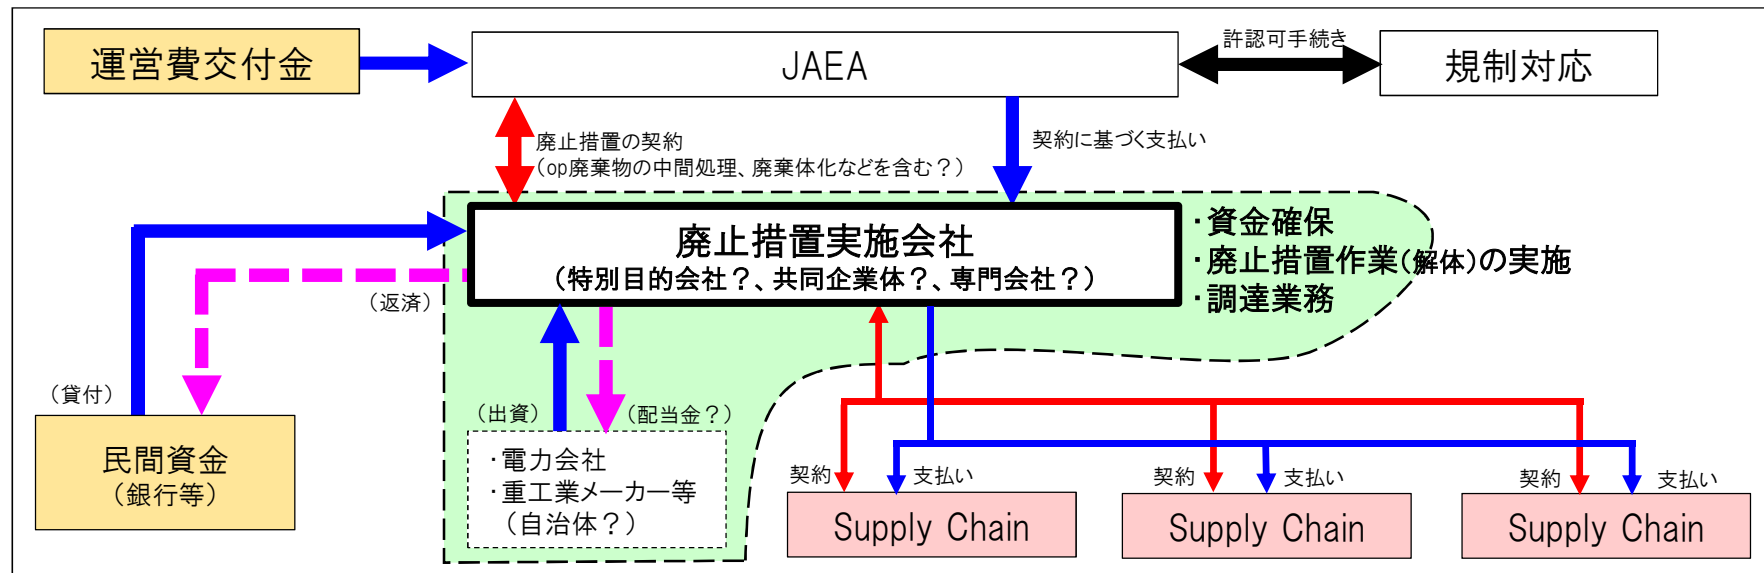 運営費交付金
JAEA
許認可手続き
規制対応
廃止措置の契約
（op廃棄物の中間処理、廃棄体化などを含む？）
契約に基づく支払い
廃止措置実施会社
（特別目的会社？、共同企業体？、専門会社？）
・資金確保
・廃止措置作業（解体）の実施
・調達業務
（返済）
（貸付）
民間資金
（銀行等）
（出資）
（配当金？）
・電力会社
・重工業メーカー等
（自治体？）
契約
支払い
Supply Chain
契約
支払い
Supply Chain
契約
支払い
Supply Chain